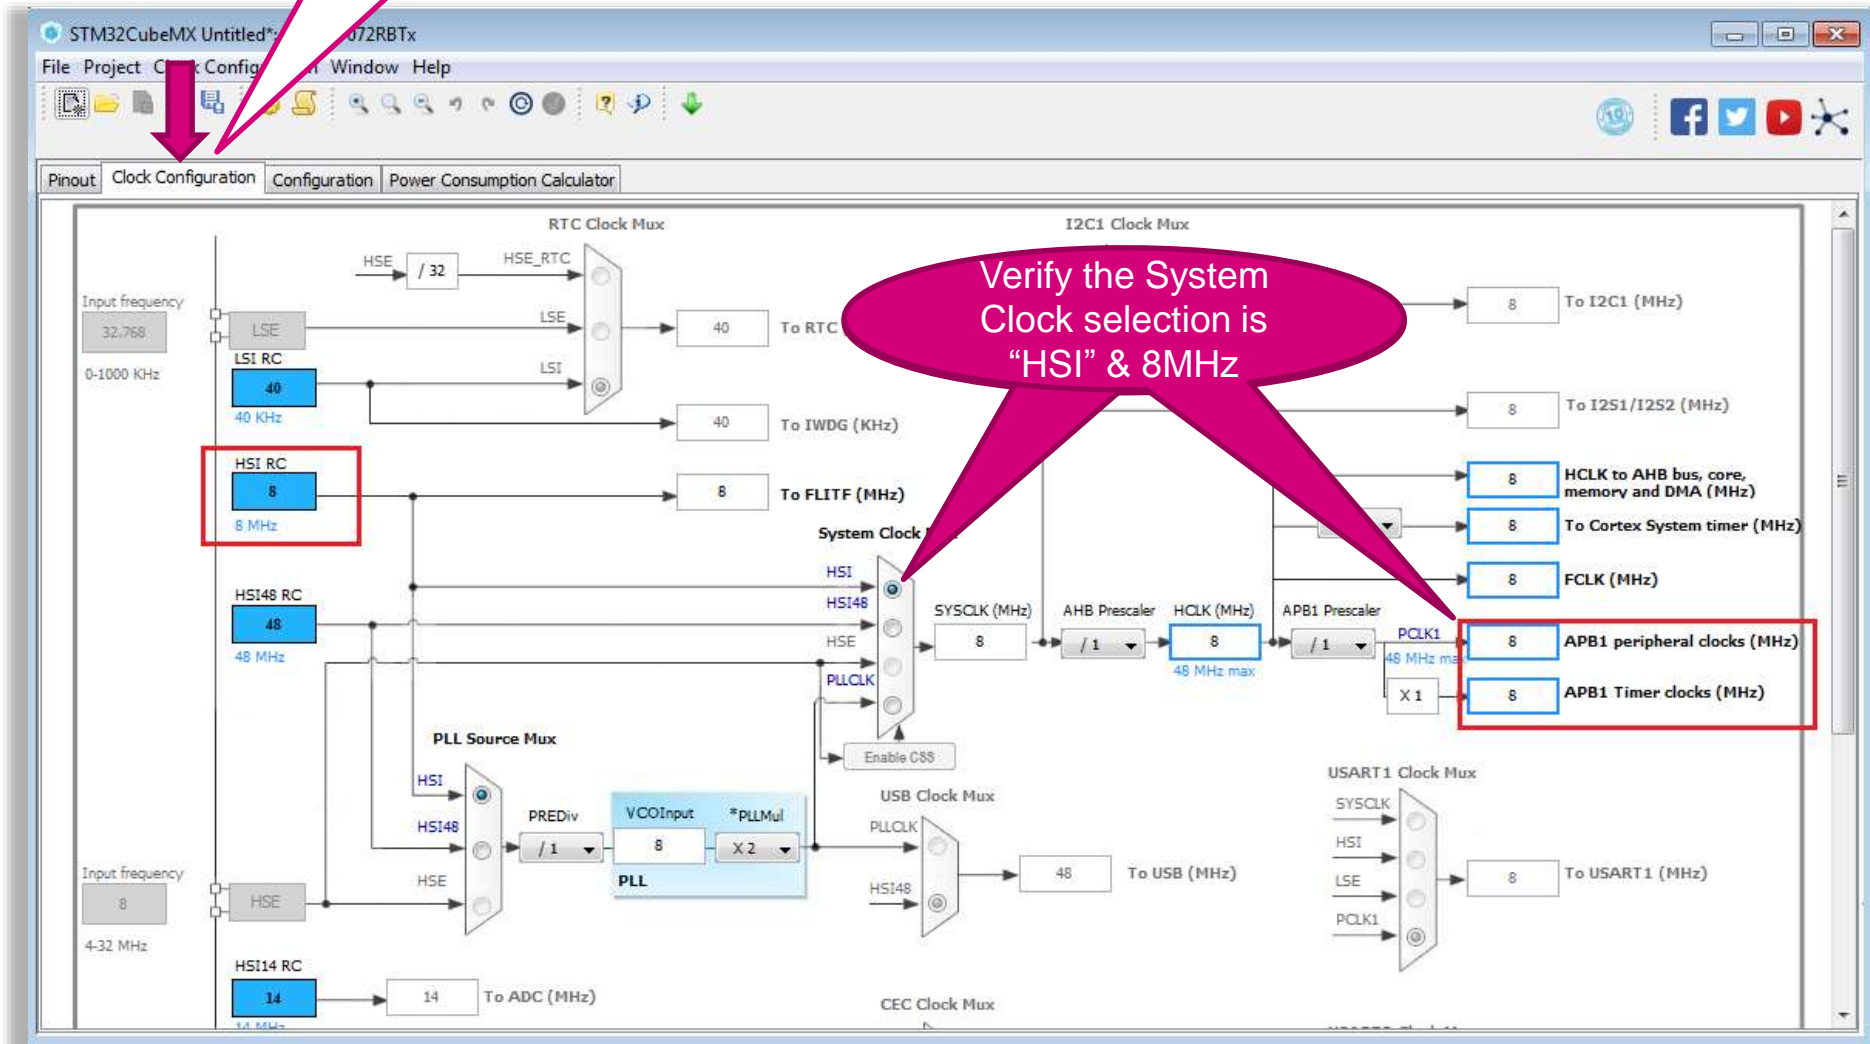 STM32CubeMX Untitled*: 072RBTx
File Project Clock Configuration Window Help
10
Pinout Clock Configuration Configuration Power Consumption Calculator
RTC Clock Mux
I2C1 Clock Mux
HSE / 32 HSE_RTC
Verify the System
Clock selection is
“HSI” & 8MHz
Input frequency
32.768
0-1000 KHz
LSE
LSE
40 To RTC
8 To I2C1 (MHz)
LSI RC
40
40 KHz
LSI
40 To IWDG (KHz)
8 To I2S1/I2S2 (MHz)
HSI RC
8
8 MHz
8 To FLITF (MHz)
8 HCLK to AHB bus, core,
memory and DMA (MHz)
8 To Cortex System timer (MHz)
System Clock
8 FCLK (MHz)
HSI
HSI48
HSE
PLLCLK
HSI48 RC
48
48 MHz
SYSCLK (MHz)
8
AHB Prescaler
/ 1
HCLK (MHz)
8
48 MHz max
APB1 Prescaler
/ 1
PCLK1
48 MHz max
X 1
8 APB1 peripheral clocks (MHz)
8 APB1 Timer clocks (MHz)
Enable CSS
PLL Source Mux
HSI
HSI48
HSE
PREDiv
/ 1
VCOInput
8
*PLLMul
X 2
PLL
USB Clock Mux
PLLCLK
HSI48
48 To USB (MHz)
USART1 Clock Mux
SYSCLK
HSI
LSE
PCLK1
8 To USART1 (MHz)
Input frequency
8
4-32 MHz
HSE
HSI14 RC
14
14 MHz
14 To ADC (MHz)
CEC Clock Mux